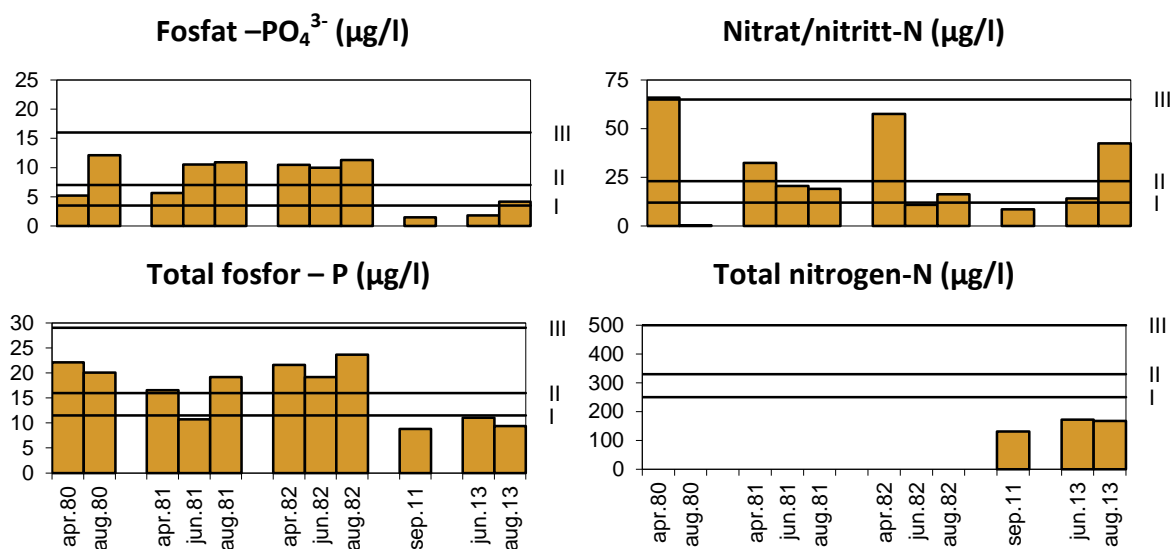 Fosfat –PO₄³⁻ (µg/l)
25
20
15
10
5
0
III
II
I
Nitrat/nitritt-N (µg/l)
75
50
25
0
III
II
I
Total fosfor – P (µg/l)
30
25
20
15
10
5
0
III
II
I
apr.80
aug.80
apr.81
jun.81
aug.81
apr.82
jun.82
aug.82
sep.11
jun.13
aug.13
Total nitrogen-N (µg/l)
500
400
300
200
100
0
III
II
I
apr.80
aug.80
apr.81
jun.81
aug.81
apr.82
jun.82
aug.82
sep.11
jun.13
aug.13